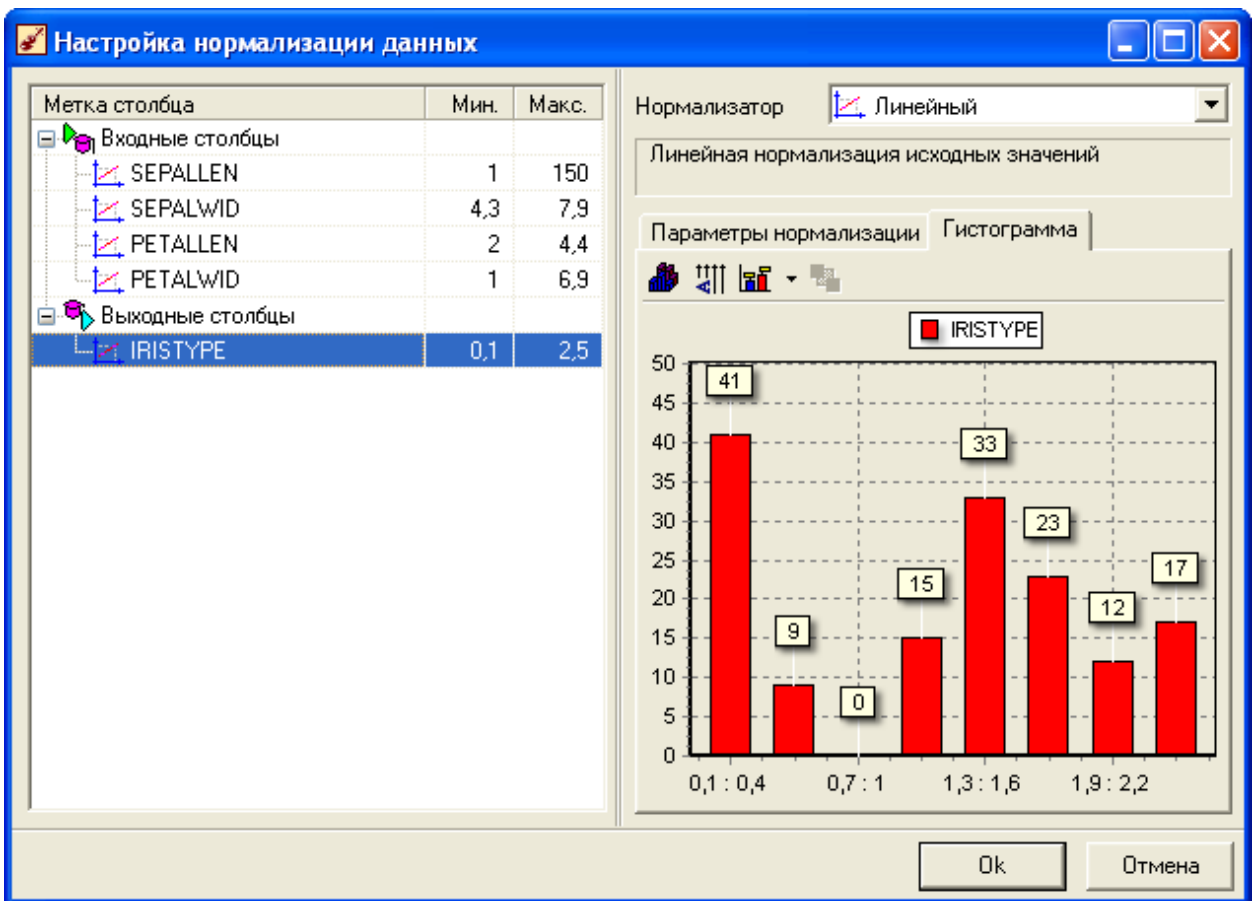 Настройка нормализации данных
Метка столбца Мин. Макс.
Входные столбцы
SEPALLEN 1 150
SEPALWID 4,3 7,9
PETALLEN 2 4,4
PETALWID 1 6,9
Выходные столбцы
IRISTYPE 0,1 2,5
Нормализатор Линейный
Линейная нормализация исходных значений
Параметры нормализации Гистограмма
IRISTYPE
50
45
40
35
30
25
20
15
10
5
0
41
9
0
15
33
23
12
17
0,1 : 0,4 0,7 : 1 1,3 : 1,6 1,9 : 2,2
Ok Отмена